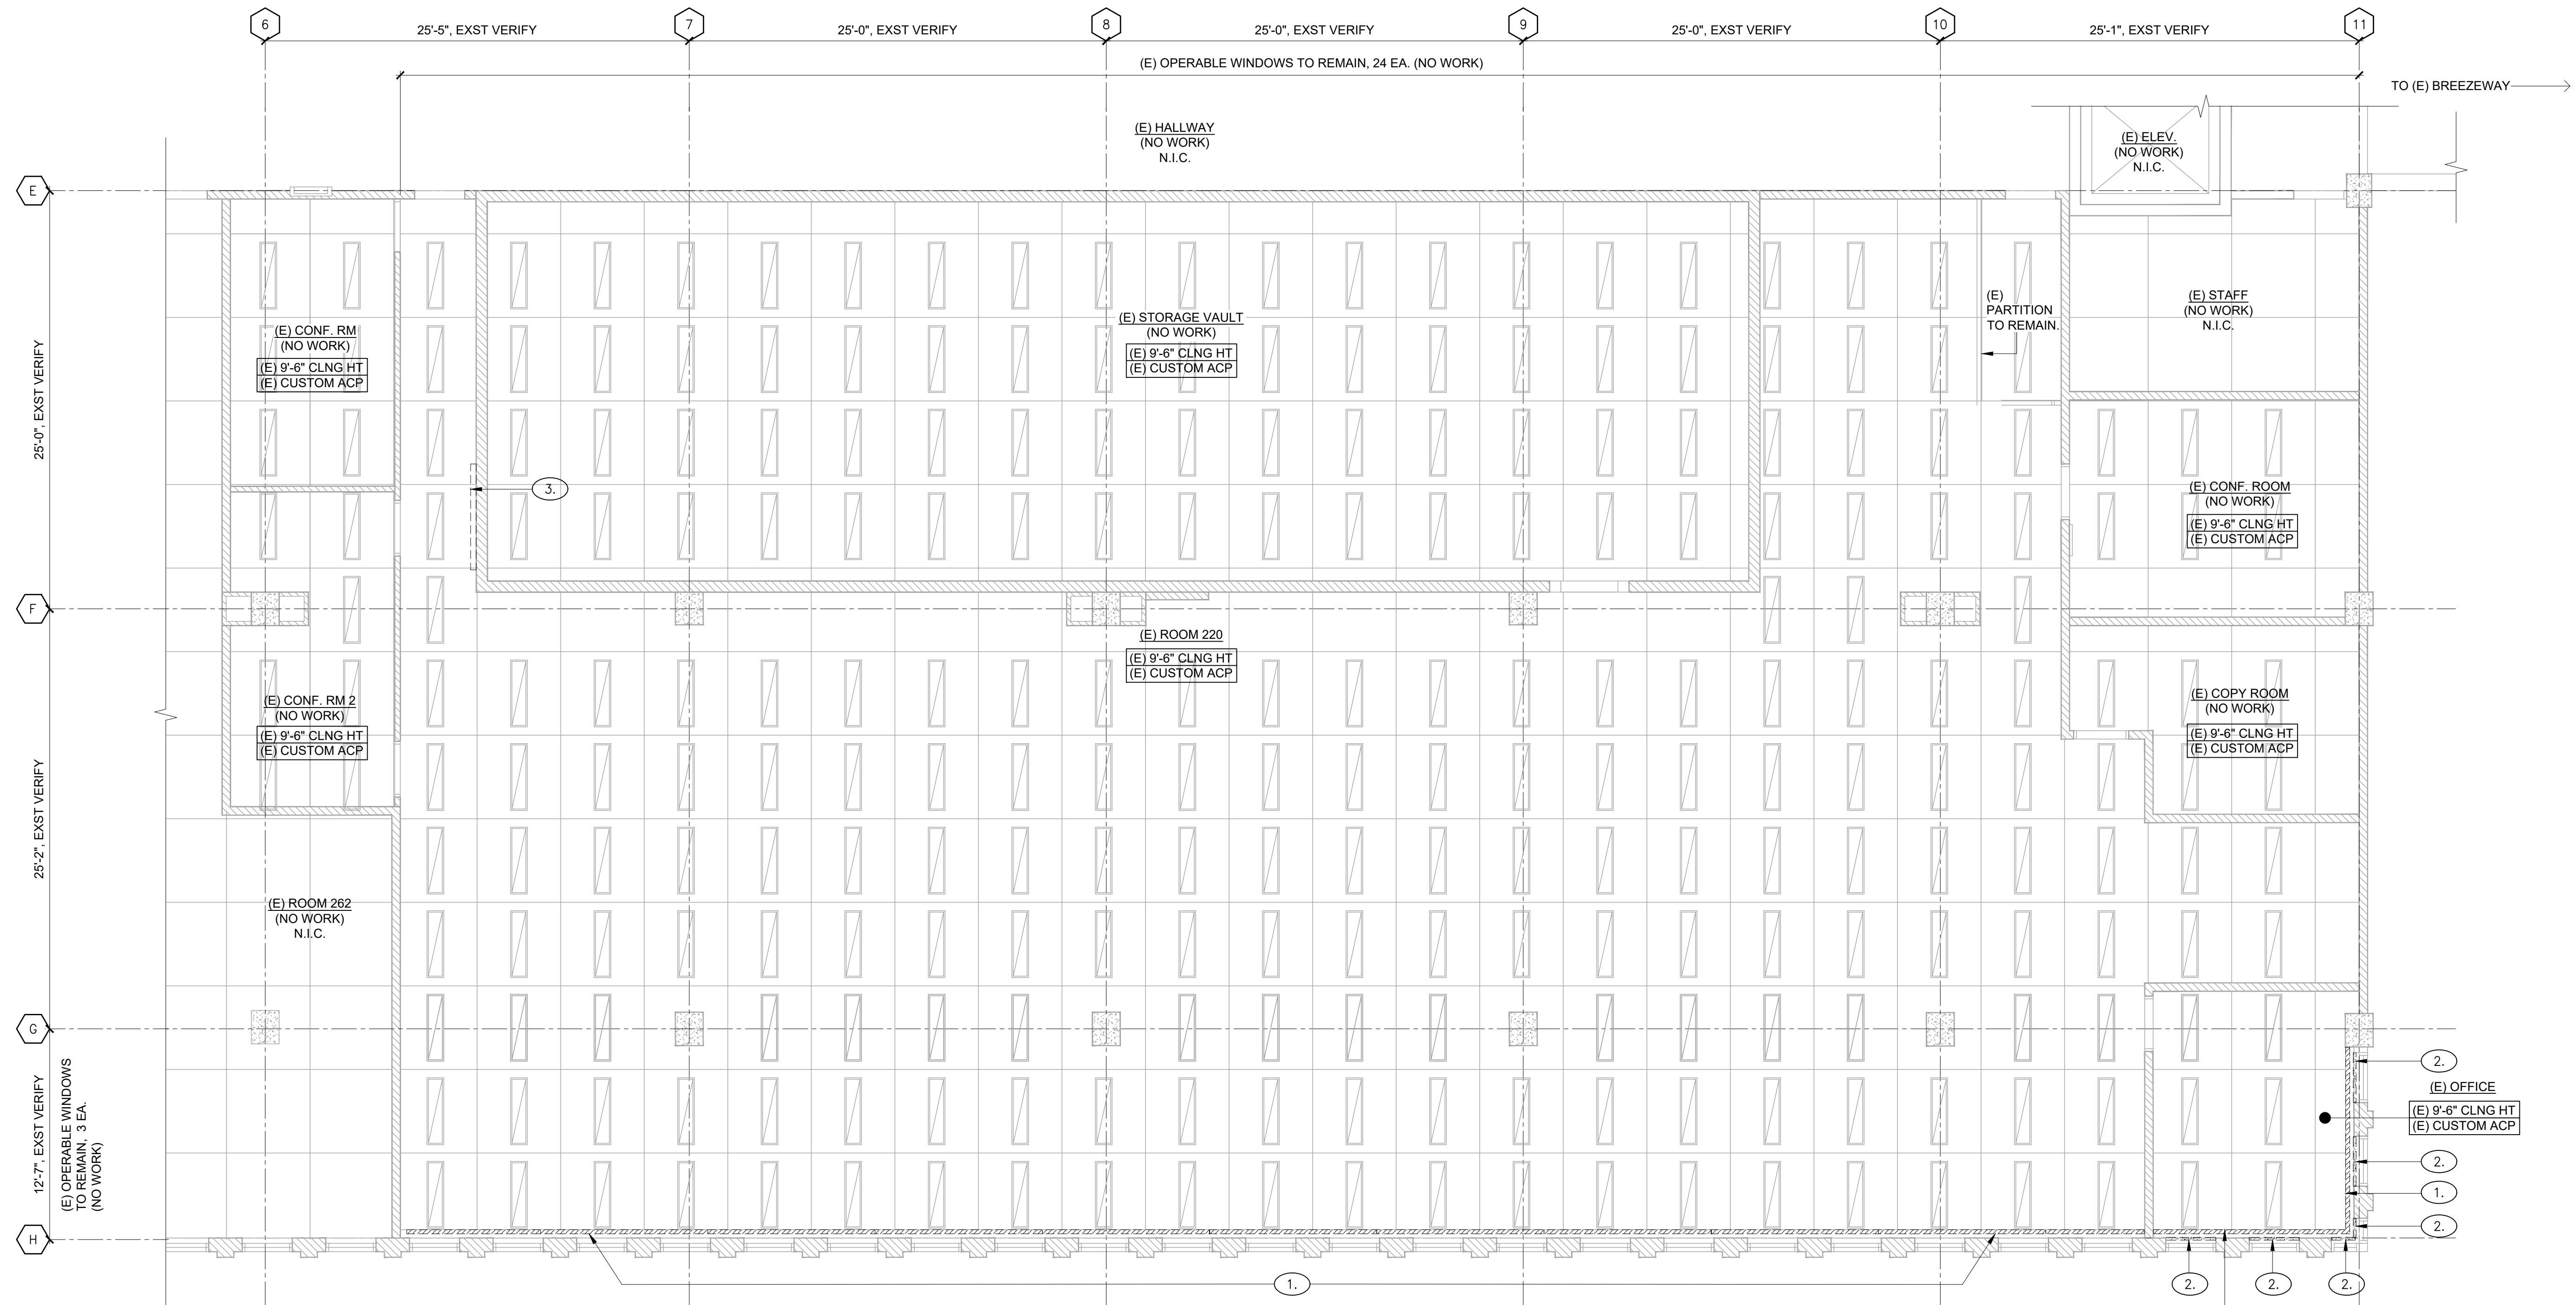 6
7
8
9
10
11
25'-5", EXST VERIFY
25'-0", EXST VERIFY
25'-0", EXST VERIFY
25'-0", EXST VERIFY
25'-1", EXST VERIFY
(E) OPERABLE WINDOWS TO REMAIN, 24 EA. (NO WORK)
TO (E) BREEZEWAY
(E) HALLWAY
(NO WORK)
N.I.C.
(E) ELEV.
(NO WORK)
N.I.C.
E
(E) CONF. RM
(NO WORK)
(E) 9'-6" CLNG HT
(E) CUSTOM ACP
(E) STORAGE VAULT
(NO WORK)
(E) 9'-6" CLNG HT
(E) CUSTOM ACP
(E)
PARTITION
TO REMAIN.
(E) STAFF
(NO WORK)
N.I.C.
25'-0", EXST VERIFY
3.
(E) CONF. ROOM
(NO WORK)
(E) 9'-6" CLNG HT
(E) CUSTOM ACP
F
(E) ROOM 220
(E) 9'-6" CLNG HT
(E) CUSTOM ACP
(E) CONF. RM 2
(NO WORK)
(E) 9'-6" CLNG HT
(E) CUSTOM ACP
(E) COPY ROOM
(NO WORK)
(E) 9'-6" CLNG HT
(E) CUSTOM ACP
25'-2", EXST VERIFY
(E) ROOM 262
(NO WORK)
N.I.C.
G
2.
(E) OFFICE
(E) 9'-6" CLNG HT
(E) CUSTOM ACP
2.
1.
2.
12'-7", EXST VERIFY
(E) OPERABLE WINDOWS
TO REMAIN, 3 EA.
(NO WORK)
H
1.
2.
2.
2.